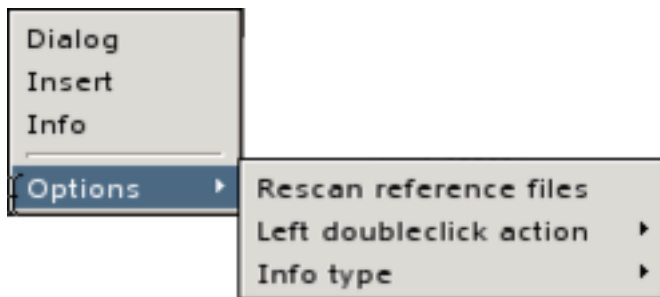 Dialog
Insert
Info
Options
Rescan reference files
Left doubleclick action
Info type